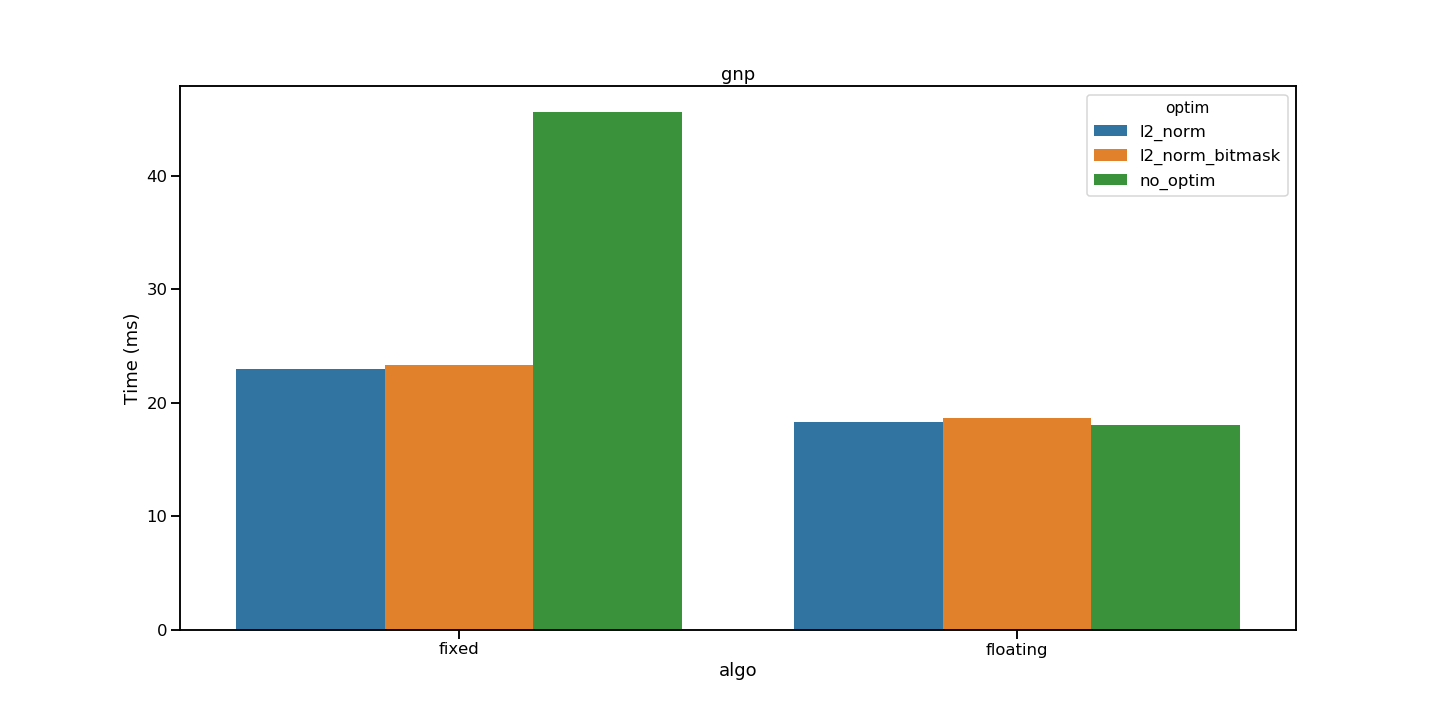 gnp
optim
l2_norm
l2_norm_bitmask
no_optim
Time (ms)
40
30
20
10
0
fixed
floating
algo